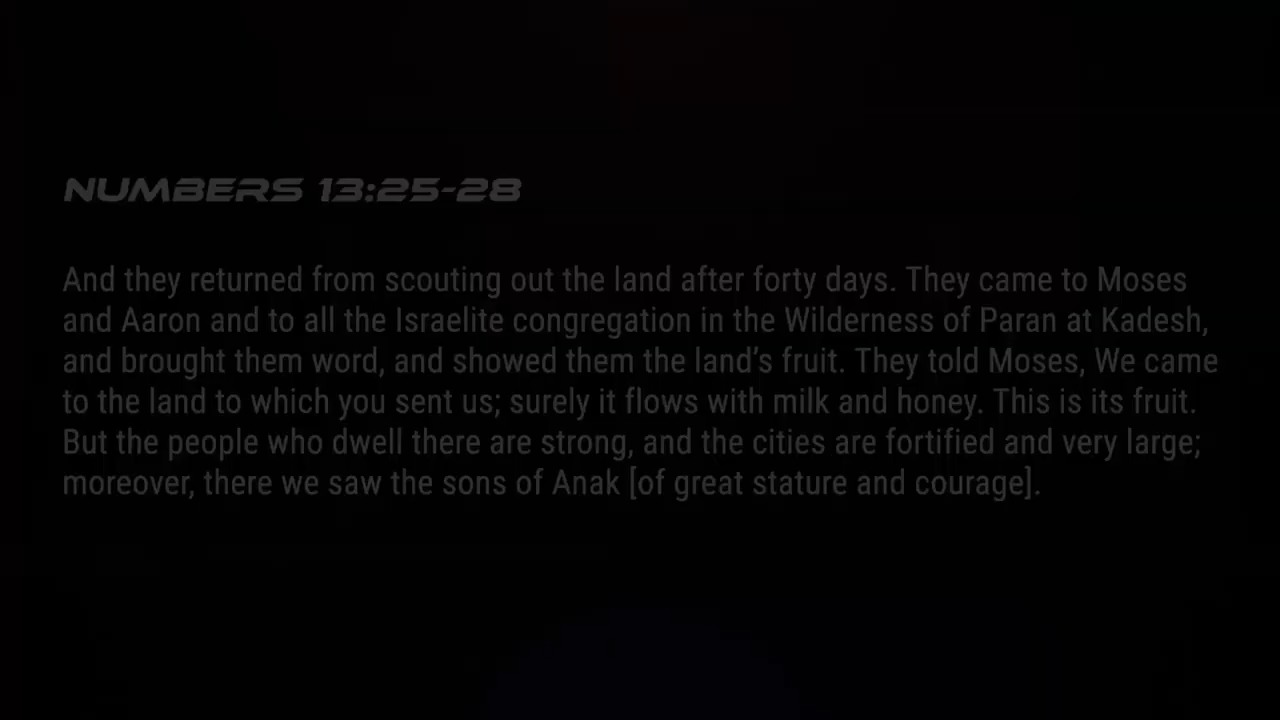 NUMBERS 13:25-28
And they returned from scouting out the land after forty days. They came to Moses
and Aaron and to all the Israelite congregation in the Wilderness of Paran at Kadesh,
and brought them word, and showed them the land’s fruit. They told Moses, We came
to the land to which you sent us; surely it flows with milk and honey. This is its fruit.
But the people who dwell there are strong, and the cities are fortified and very large;
moreover, there we saw the sons of Anak [of great stature and courage].